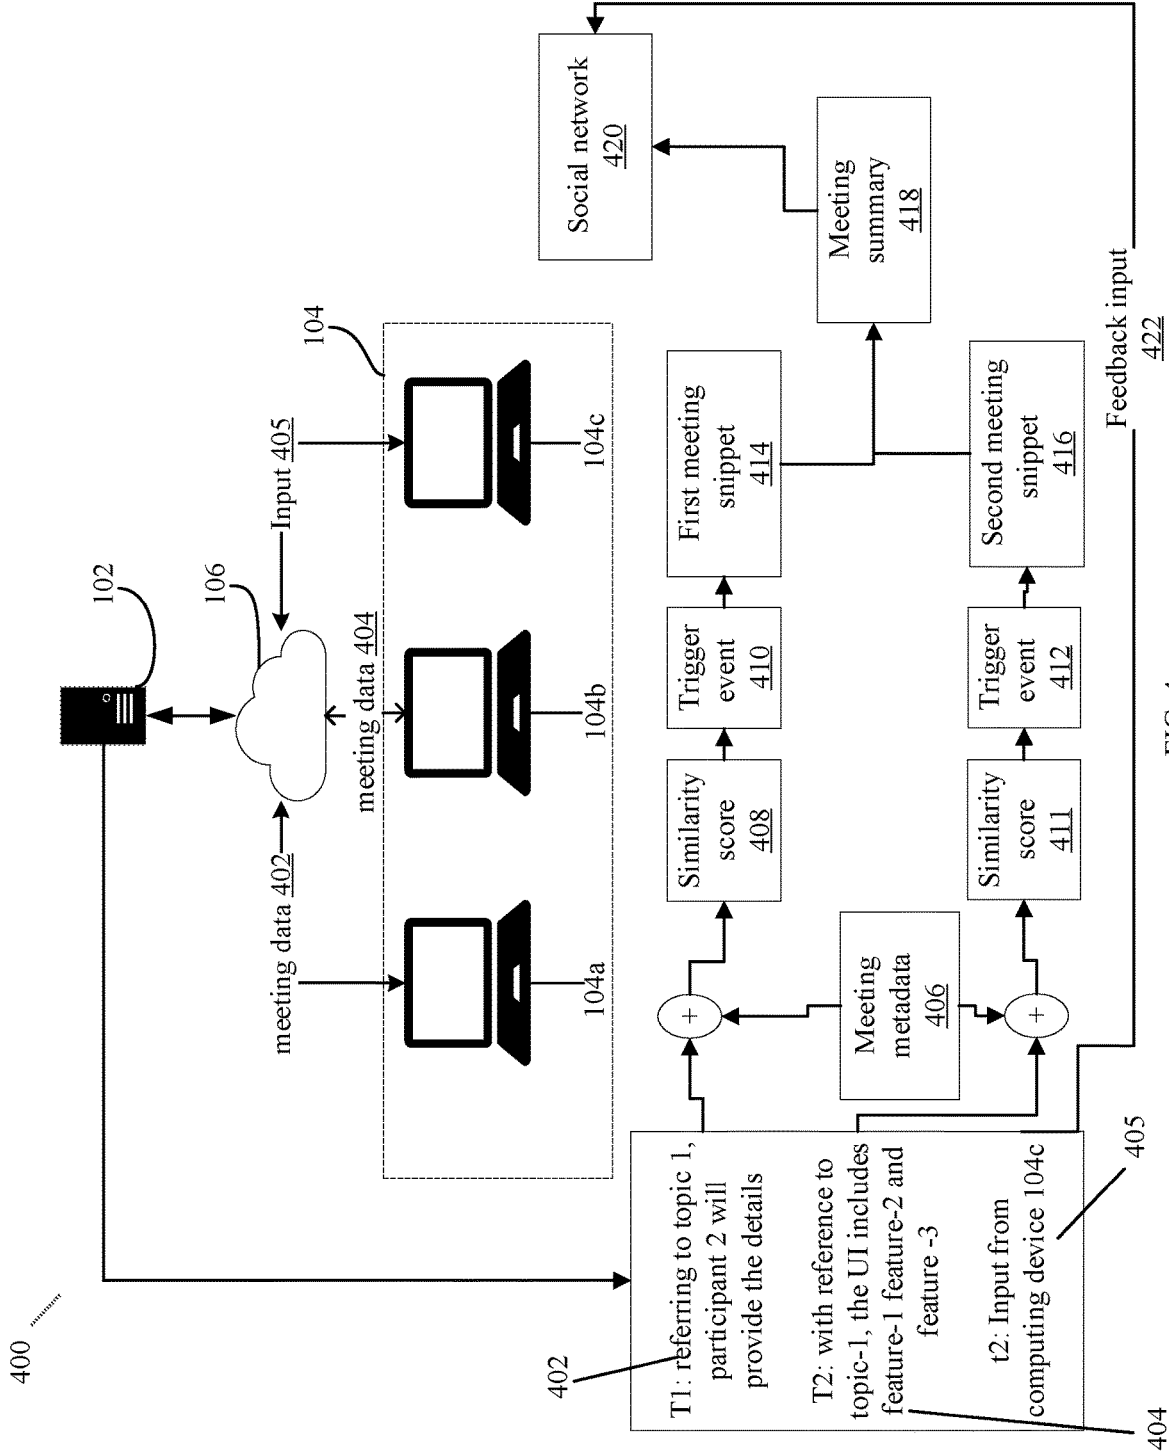 400
102
106
meeting data 402
Input 405
meeting data 404
104
104a
104b
104c
402
T1: referring to topic 1,
participant 2 will
provide the details
T2: with reference to
topic-1, the UI includes
feature-1 feature-2 and
feature -3
t2: Input from
computing device 104c
404
405
+
Meeting
metadata
406
+
Similarity
score
408
Trigger
event
410
First meeting
snippet
414
Similarity
score
411
Trigger
event
412
Second meeting
snippet
416
Meeting
summary
418
Social network
420
Feedback input
422